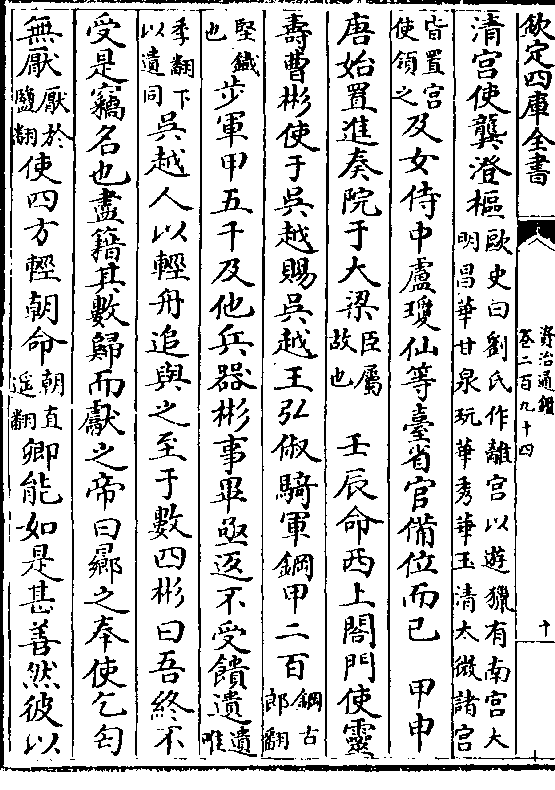 欽定四庫全書
資治通鑑
卷二百九十四
十
清宮使龔澄樞歐史曰劉氏作離宮以遊獵有南宮大
明昌華甘泉玩華秀華玉清太微諸宮
皆置宮
使領之及女侍中盧瓊仙等臺省官備位而已　甲申
唐始置進奏院于大梁臣屬
故也　壬辰命西上閤門使靈
壽曹彬使于吳越賜吳越王弘俶騎軍鋼甲二百鋼古
郎翻
堅鐵
也步軍甲五千及他兵器彬事畢亟返不受饋遺遺
唯
季翻下
以遺同吳越人以輕舟追與之至于數四彬曰吾終不
受是竊名也盡籍其數歸而獻之帝曰曏之奉使乞匄
無厭厭於
鹽翻使四方輕朝命朝直
遥翻卿能如是甚善然彼以